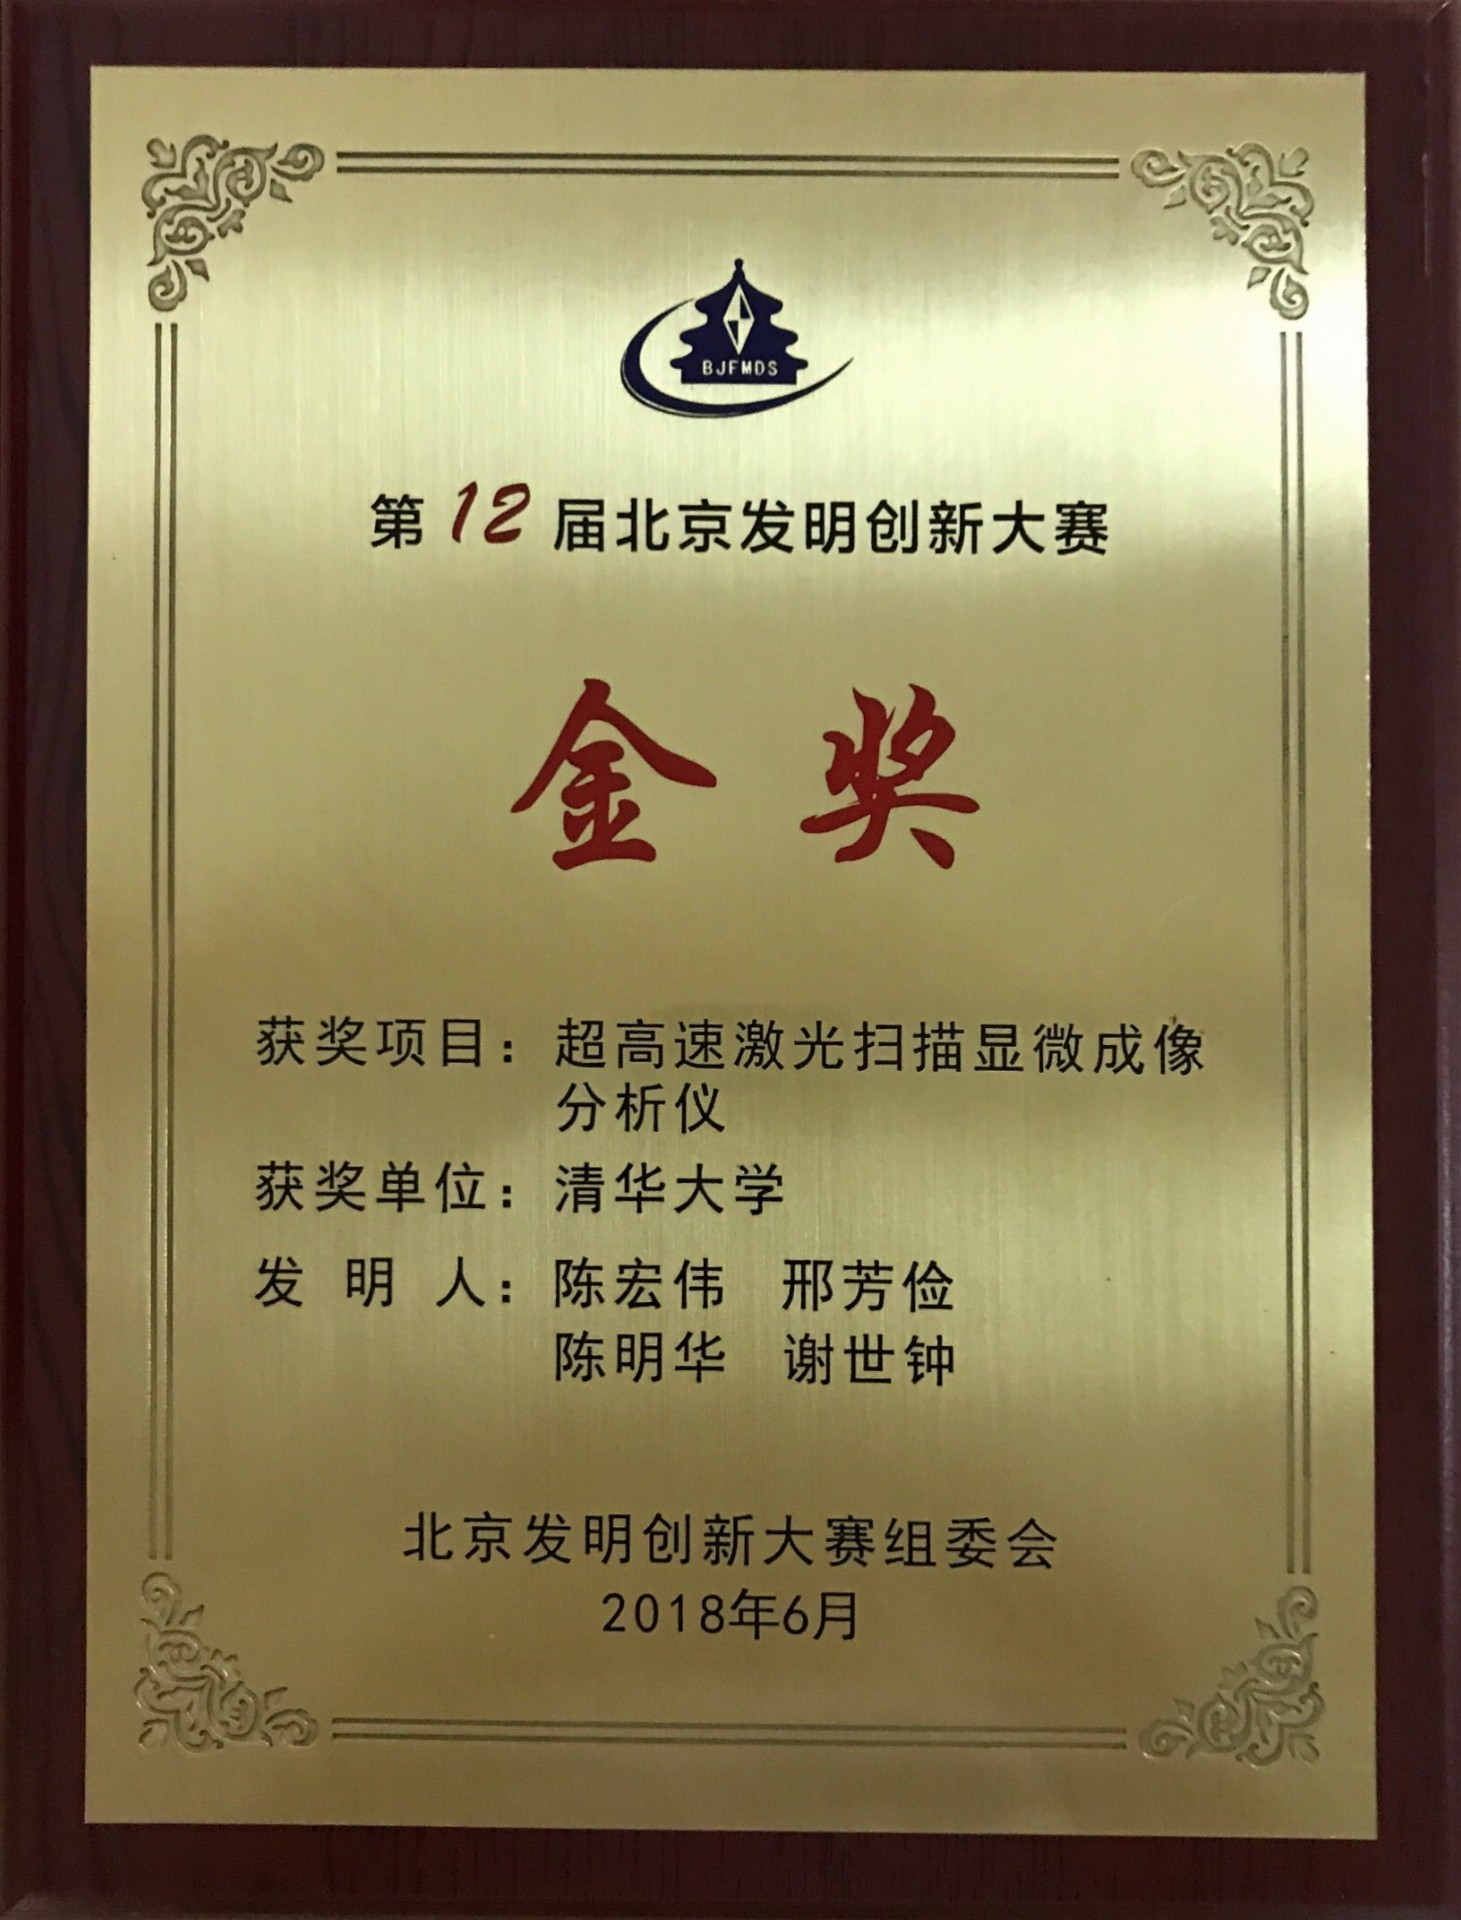 BJFMDS
第12届北京发明创新大赛
金奖
获奖项目：超高速激光扫描显微成像
分析仪
获奖单位：清华大学
发明人：陈宏伟 邢芳俭
陈明华 谢世钟
北京发明创新大赛组委会
2018年6月